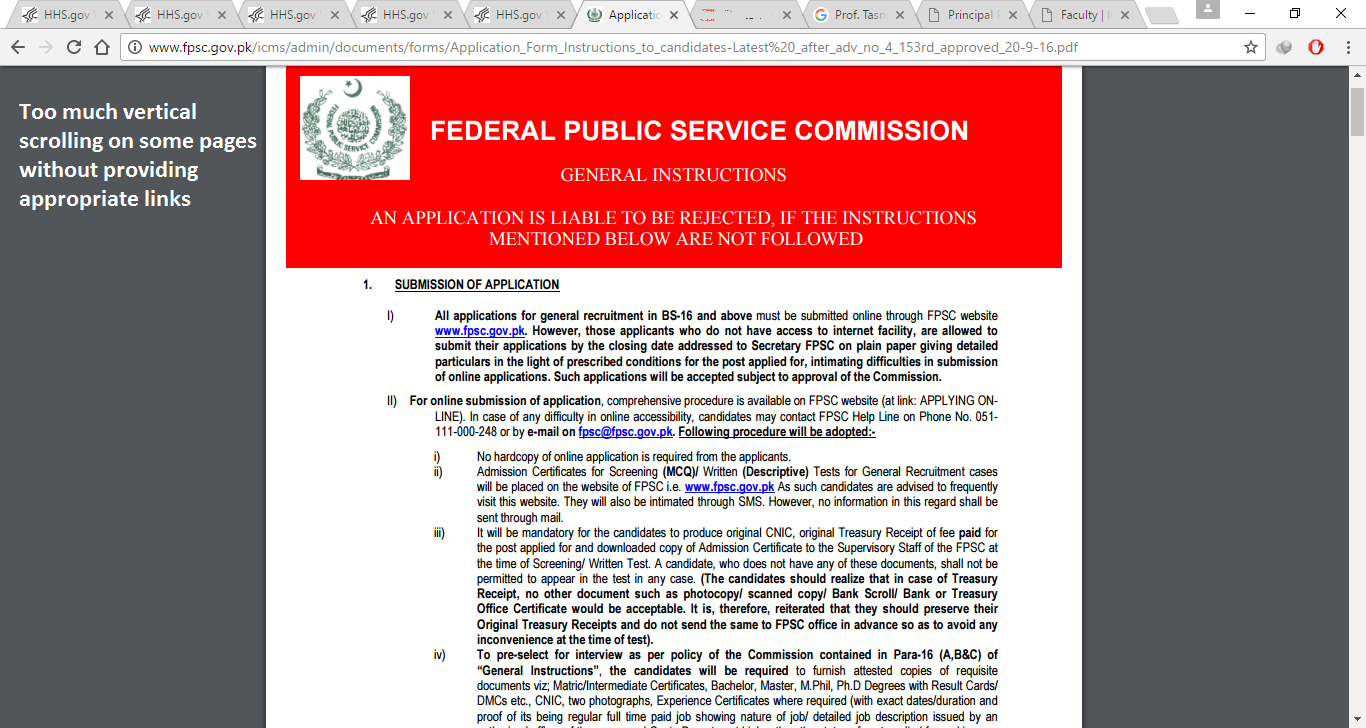 HHS.gov
HHS.gov
HHS.gov
HHS.gov
HHS.gov
Applicatio
Prof. Tasn
Principal
Faculty |
www.fpsc.gov.pk/icms/admin/documents/forms/Application_Form_Instructions_to_candidates-Latest%20_after_adv_no_4_153rd_approved_20-9-16.pdf
Too much vertical
scrolling on some pages
without providing
appropriate links
FEDERAL PUBLIC SERVICE COMMISSION
GENERAL INSTRUCTIONS
AN APPLICATION IS LIABLE TO BE REJECTED, IF THE INSTRUCTIONS
MENTIONED BELOW ARE NOT FOLLOWED
1. SUBMISSION OF APPLICATION
I) All applications for general recruitment in BS-16 and above must be submitted online through FPSC website
www.fpsc.gov.pk. However, those applicants who do not have access to internet facility, are allowed to
submit their applications by the closing date addressed to Secretary FPSC on plain paper giving detailed
particulars in the light of prescribed conditions for the post applied for, intimating difficulties in submission
of online applications. Such applications will be accepted subject to approval of the Commission.
II) For online submission of application, comprehensive procedure is available on FPSC website (at link: APPLYING ON-
LINE). In case of any difficulty in online accessibility, candidates may contact FPSC Help Line on Phone No. 051-
111-000-248 or by e-mail on fpsc@fpsc.gov.pk. Following procedure will be adopted:-
i) No hardcopy of online application is required from the applicants.
ii) Admission Certificates for Screening (MCQ)/ Written (Descriptive) Tests for General Recruitment cases
will be placed on the website of FPSC i.e. www.fpsc.gov.pk As such candidates are advised to frequently
visit this website. They will also be intimated through SMS. However, no information in this regard shall be
sent through mail.
iii) It will be mandatory for the candidates to produce original CNIC, original Treasury Receipt of fee paid for
the post applied for and downloaded copy of Admission Certificate to the Supervisory Staff of the FPSC at
the time of Screening/ Written Test. A candidate, who does not have any of these documents, shall not be
permitted to appear in the test in any case. (The candidates should realize that in case of Treasury
Receipt, no other document such as photocopy/ scanned copy/ Bank Scroll/ Bank or Treasury
Office Certificate would be acceptable. It is, therefore, reiterated that they should preserve their
Original Treasury Receipts and do not send the same to FPSC office in advance so as to avoid any
inconvenience at the time of test).
iv) To pre-select for interview as per policy of the Commission contained in Para-16 (A,B&C) of
“General Instructions”, the candidates will be required to furnish attested copies of requisite
documents viz; Matric/Intermediate Certificates, Bachelor, Master, M.Phil, Ph.D Degrees with Result Cards/
DMCs etc., CNIC, two photographs, Experience Certificates where required (with exact dates/duration and
proof of its being regular full time paid job showing nature of job/ detailed job description issued by an